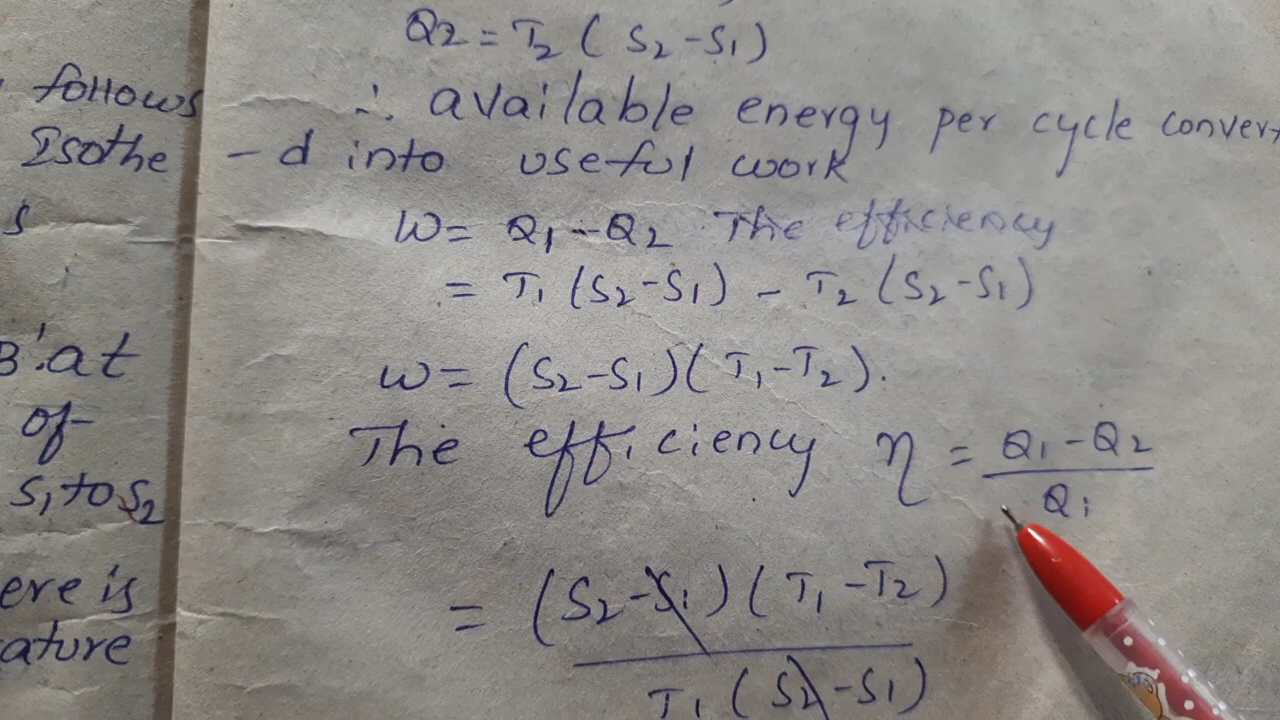 follows
Isothe
s
B'.at
of
S₁ to S₂
ere is
ature
Q₂ = T₂ ( S₂ - S₁ )
∴ available energy per cycle conver-
- d into useful work
W = Q₁ - Q₂ The efficiency
= T₁ (S₂ - S₁) - T₂ (S₂ - S₁)
W = (S₂ - S₁) ( T₁ - T₂ ).
The efficiency η = Q₁ - Q₂ / Q₁
= (S₂ - S₁) ( T₁ - T₂ ) / T₁ (S₂ - S₁)